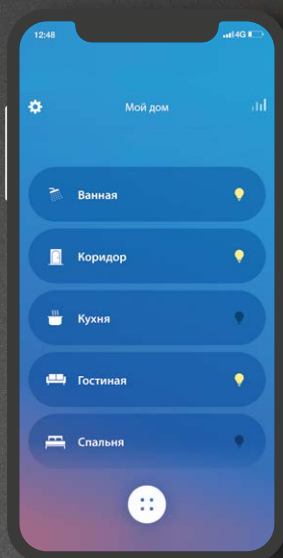 12:48 4G
Мой дом
Ванная
Коридор
Кухня
Гостиная
Спальня